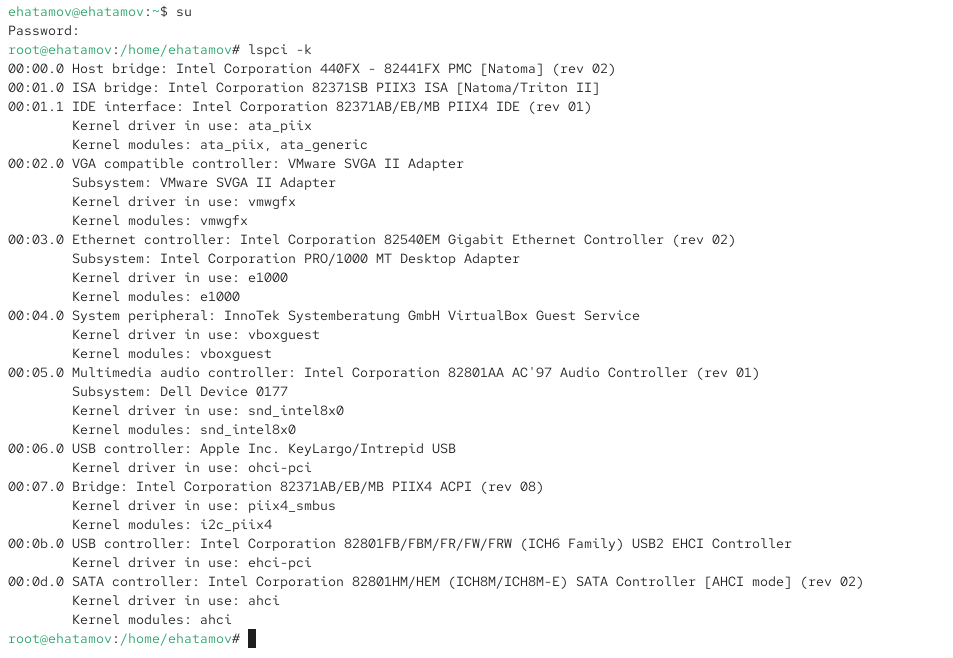 ehatamov@ehatamov:~$ su
Password:
root@ehatamov:/home/ehatamov# lspci -k
00:00.0 Host bridge: Intel Corporation 440FX - 82441FX PMC [Natoma] (rev 02)
00:01.0 ISA bridge: Intel Corporation 82371SB PIIX3 ISA [Natoma/Triton II]
00:01.1 IDE interface: Intel Corporation 82371AB/EB/MB PIIX4 IDE (rev 01)
        Kernel driver in use: ata_piix
        Kernel modules: ata_piix, ata_generic
00:02.0 VGA compatible controller: VMware SVGA II Adapter
        Subsystem: VMware SVGA II Adapter
        Kernel driver in use: vmwgfx
        Kernel modules: vmwgfx
00:03.0 Ethernet controller: Intel Corporation 82540EM Gigabit Ethernet Controller (rev 02)
        Subsystem: Intel Corporation PRO/1000 MT Desktop Adapter
        Kernel driver in use: e1000
        Kernel modules: e1000
00:04.0 System peripheral: InnoTek Systemberatung GmbH VirtualBox Guest Service
        Kernel driver in use: vboxguest
        Kernel modules: vboxguest
00:05.0 Multimedia audio controller: Intel Corporation 82801AA AC'97 Audio Controller (rev 01)
        Subsystem: Dell Device 0177
        Kernel driver in use: snd_intel8x0
        Kernel modules: snd_intel8x0
00:06.0 USB controller: Apple Inc. KeyLargo/Intrepid USB
        Kernel driver in use: ohci-pci
00:07.0 Bridge: Intel Corporation 82371AB/EB/MB PIIX4 ACPI (rev 08)
        Kernel driver in use: piix4_smbus
        Kernel modules: i2c_piix4
00:0b.0 USB controller: Intel Corporation 82801FB/FBM/FR/FW/FRW (ICH6 Family) USB2 EHCI Controller
        Kernel driver in use: ehci-pci
00:0d.0 SATA controller: Intel Corporation 82801HM/HEM (ICH8M/ICH8M-E) SATA Controller [AHCI mode] (rev 02)
        Kernel driver in use: ahci
        Kernel modules: ahci
root@ehatamov:/home/ehatamov#